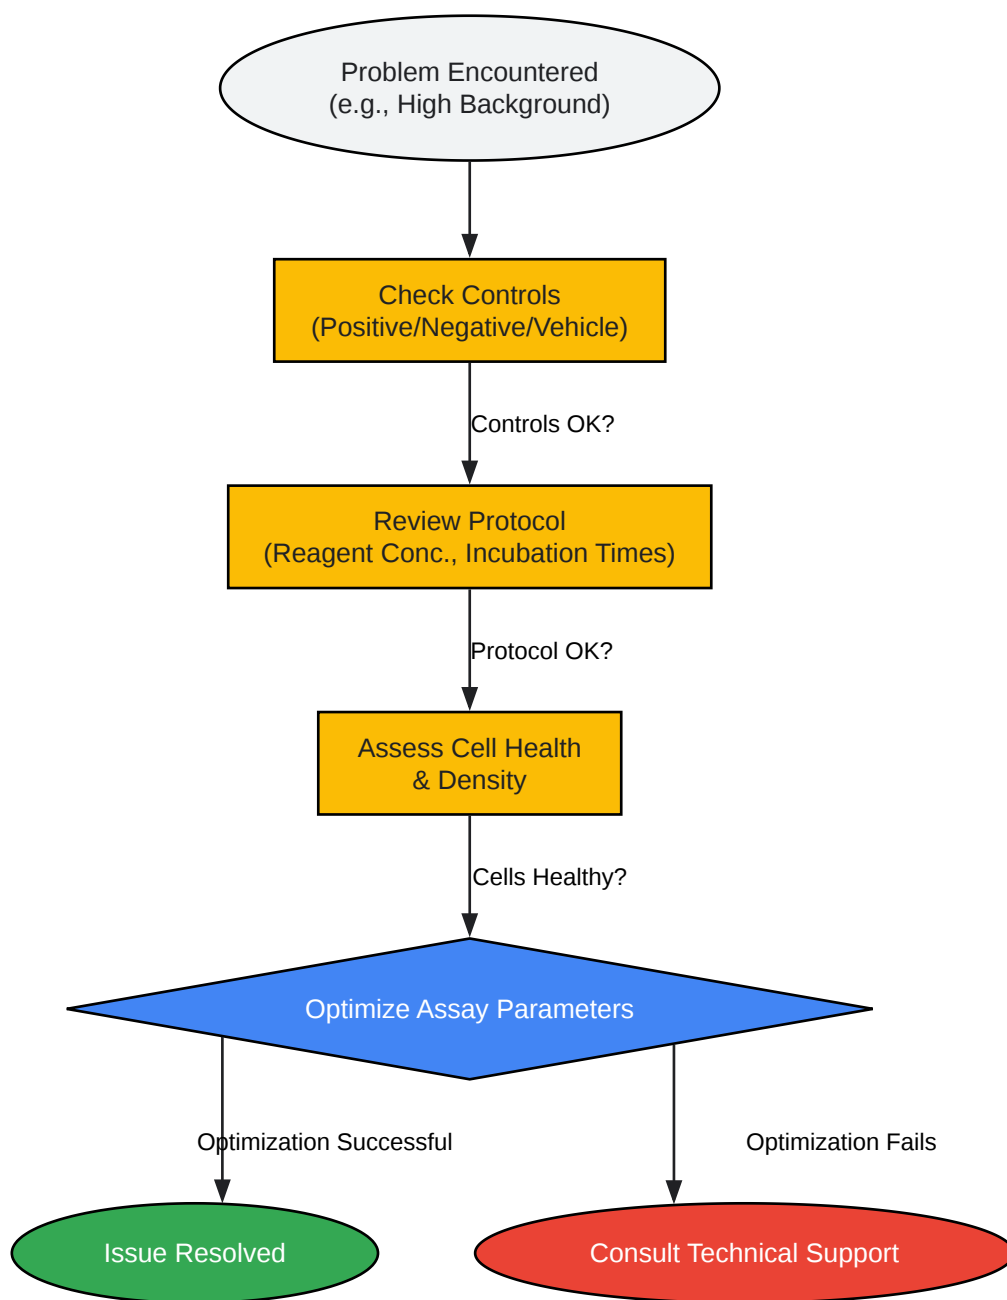 Problem Encountered
(e.g., High Background)
Check Controls
(Positive/Negative/Vehicle)
Controls OK?
Review Protocol
(Reagent Conc., Incubation Times)
Protocol OK?
Assess Cell Health
& Density
Cells Healthy?
Optimize Assay Parameters
Optimization Successful
Optimization Fails
Issue Resolved
Consult Technical Support